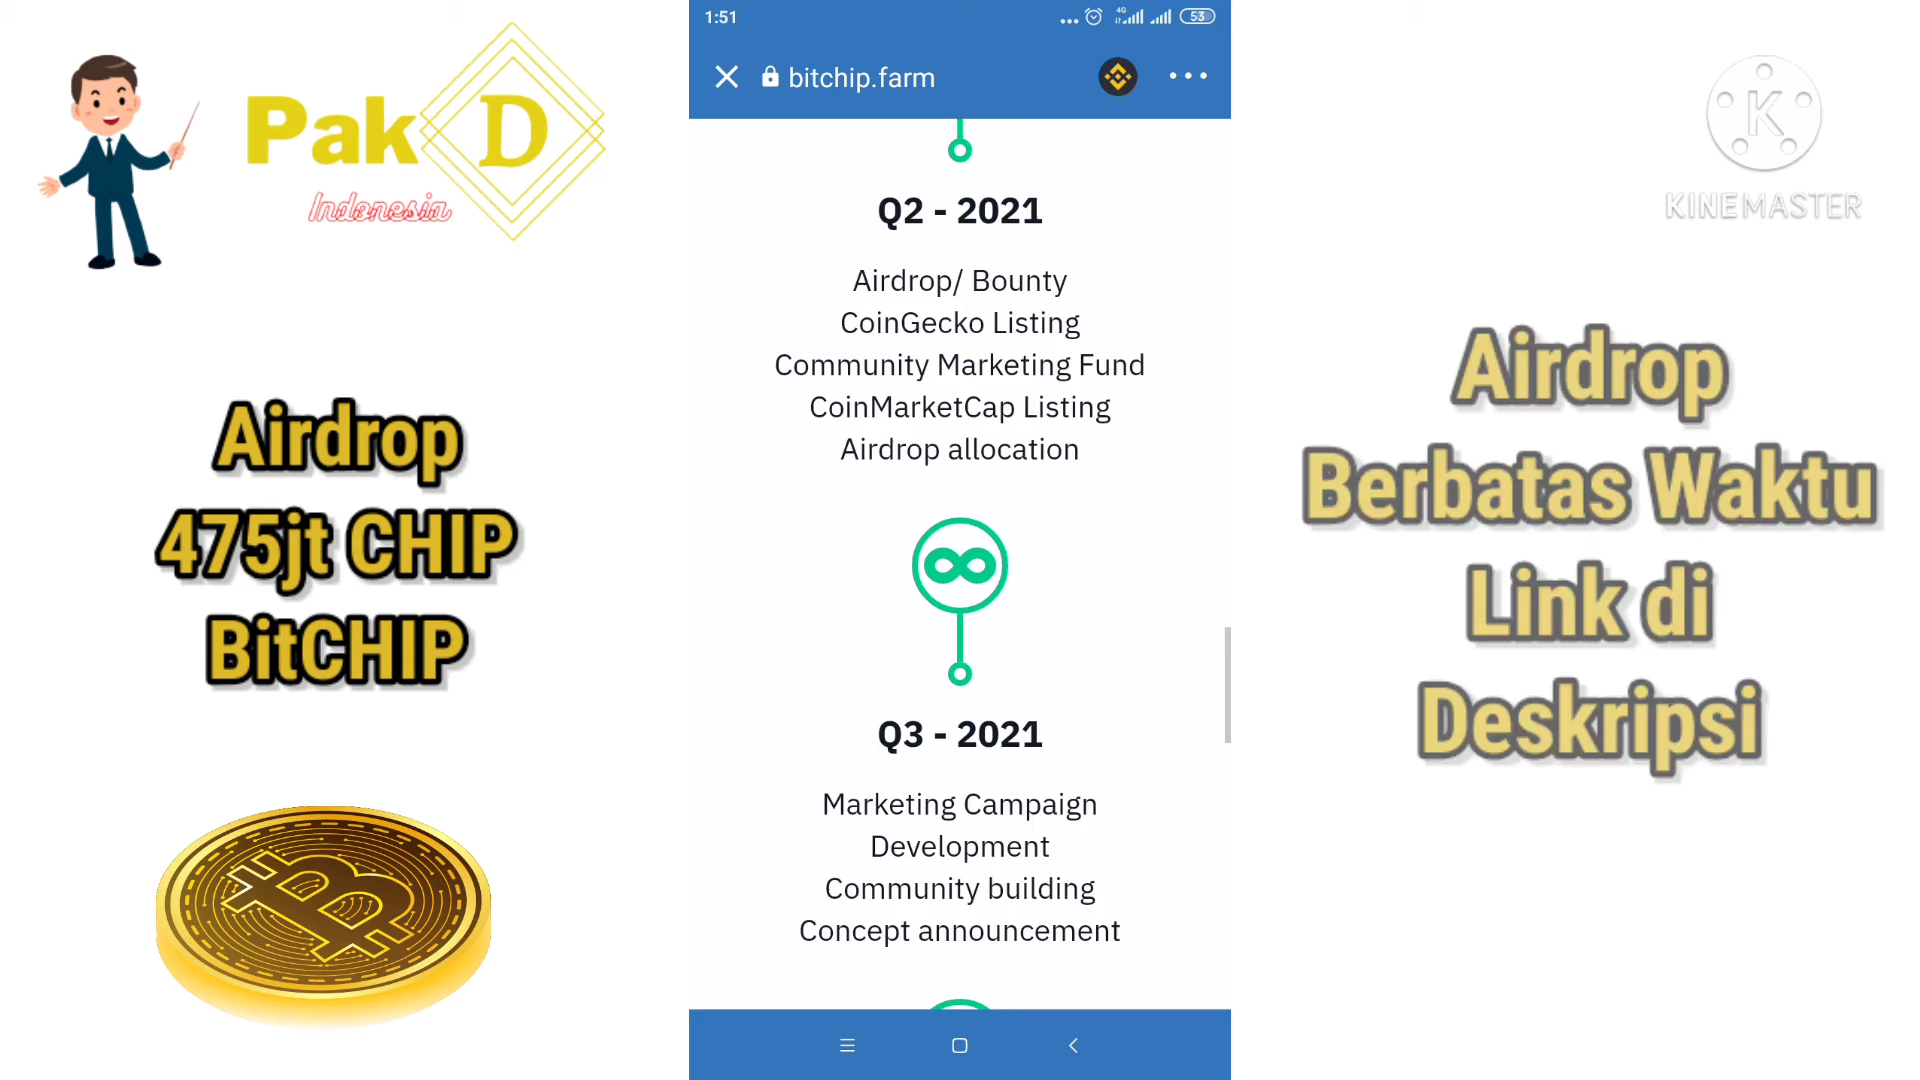 Pak D
Indonesia
Airdrop
475jt CHIP
BitCHIP
1:51
4G
53
bitchip.farm
Q2 - 2021
Airdrop/ Bounty
CoinGecko Listing
Community Marketing Fund
CoinMarketCap Listing
Airdrop allocation
Q3 - 2021
Marketing Campaign
Development
Community building
Concept announcement
K
KINEMASTER
Airdrop
Berbatas Waktu
Link di
Deskripsi